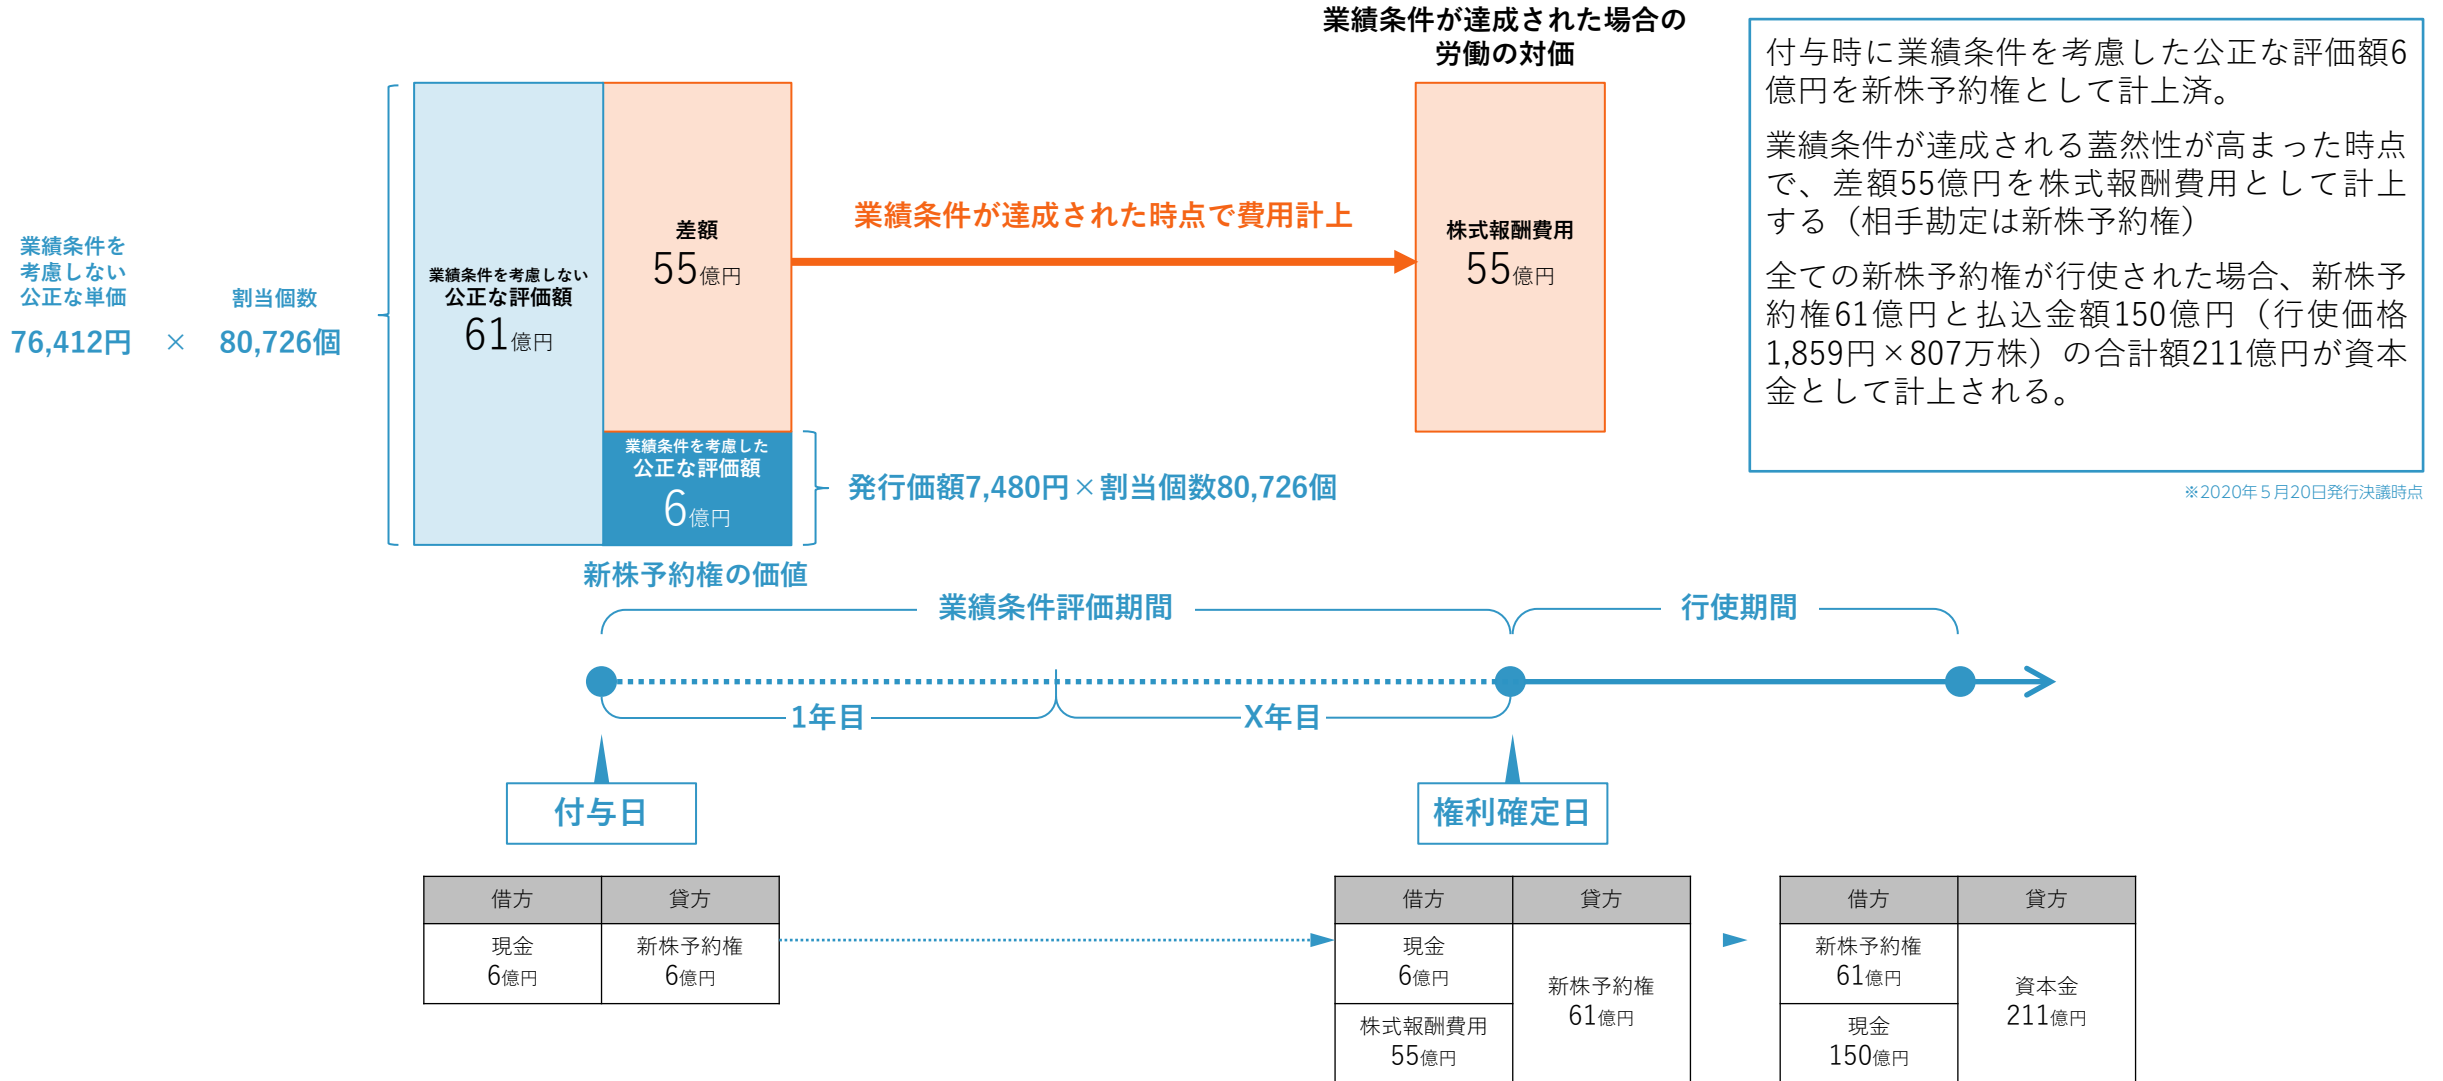 業績条件が達成された場合の
労働の対価
付与時に業績条件を考慮した公正な評価額6
億円を新株予約権として計上済。
業績条件が達成される蓋然性が高まった時点
で、差額55億円を株式報酬費用として計上
する（相手勘定は新株予約権）
全ての新株予約権が行使された場合、新株予
約権61億円と払込金額150億円（行使価格
1,859円×807万株）の合計額211億円が資本
金として計上される。
※2020年５月20日発行決議時点
業績条件を
考慮しない
公正な単価
76,412円
×
割当個数
80,726個
業績条件を考慮しない
公正な評価額
61億円
差額
55億円
業績条件が達成された時点で費用計上
株式報酬費用
55億円
業績条件を考慮した
公正な評価額
6億円
発行価額7,480円×割当個数80,726個
新株予約権の価値
業績条件評価期間
行使期間
1年目
X年目
付与日
権利確定日
借方
貸方
現金
6億円
新株予約権
6億円
借方
貸方
現金
6億円
株式報酬費用
55億円
新株予約権
61億円
借方
貸方
新株予約権
61億円
現金
150億円
資本金
211億円